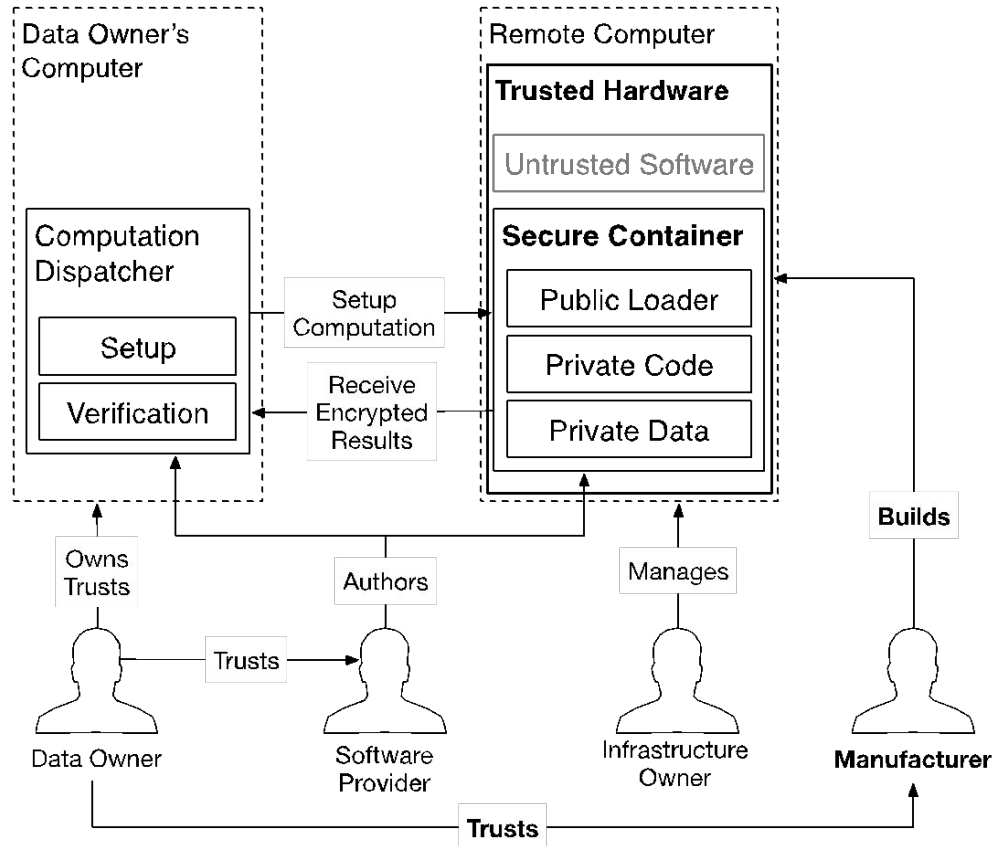 Data Owner's
Computer
Remote Computer
Trusted Hardware
Untrusted Software
Computation
Dispatcher
Secure Container
Setup
Computation
Public Loader
Setup
Private Code
Verification
Receive
Encrypted
Results
Private Data
Builds
Owns
Trusts
Authors
Manages
Trusts
Data Owner
Software
Provider
Infrastructure
Owner
Manufacturer
Trusts